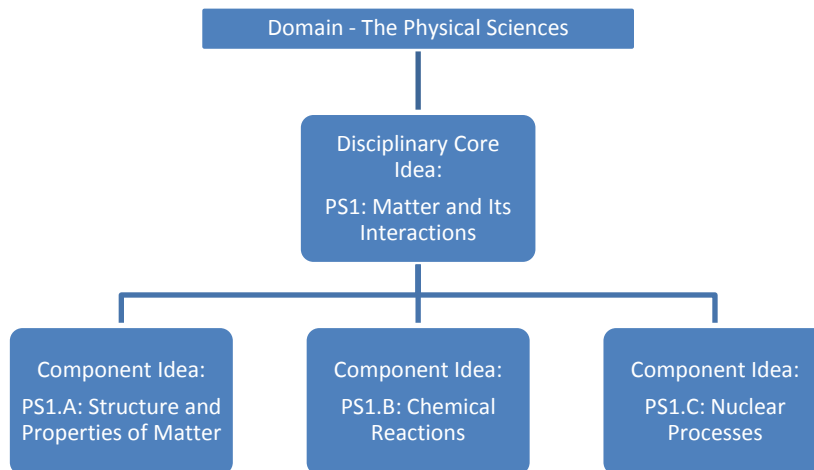 Domain - The Physical Sciences
Disciplinary Core
Idea:
PS1: Matter and Its
Interactions
Component Idea:
PS1.A: Structure and
Properties of Matter
Component Idea:
PS1.B: Chemical
Reactions
Component Idea:
PS1.C: Nuclear
Processes